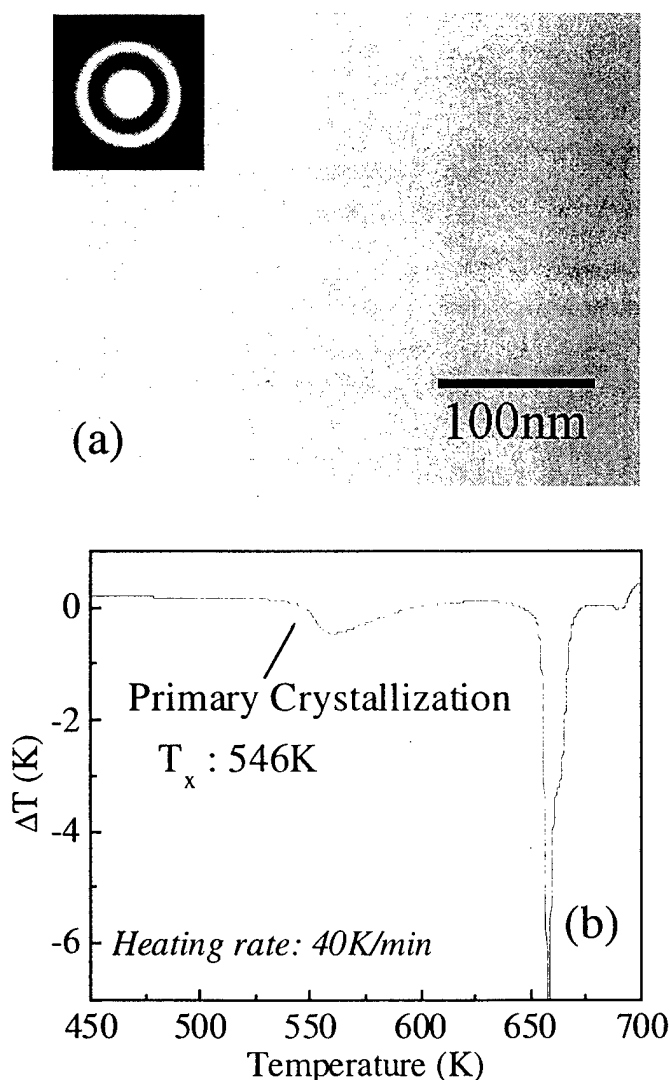 100nm
(a)
0
Primary Crystallization
-2
Tx : 546K
ΔT (K)
-4
-6
Heating rate: 40K/min
(b)
450 500 550 600 650 700
Temperature (K)